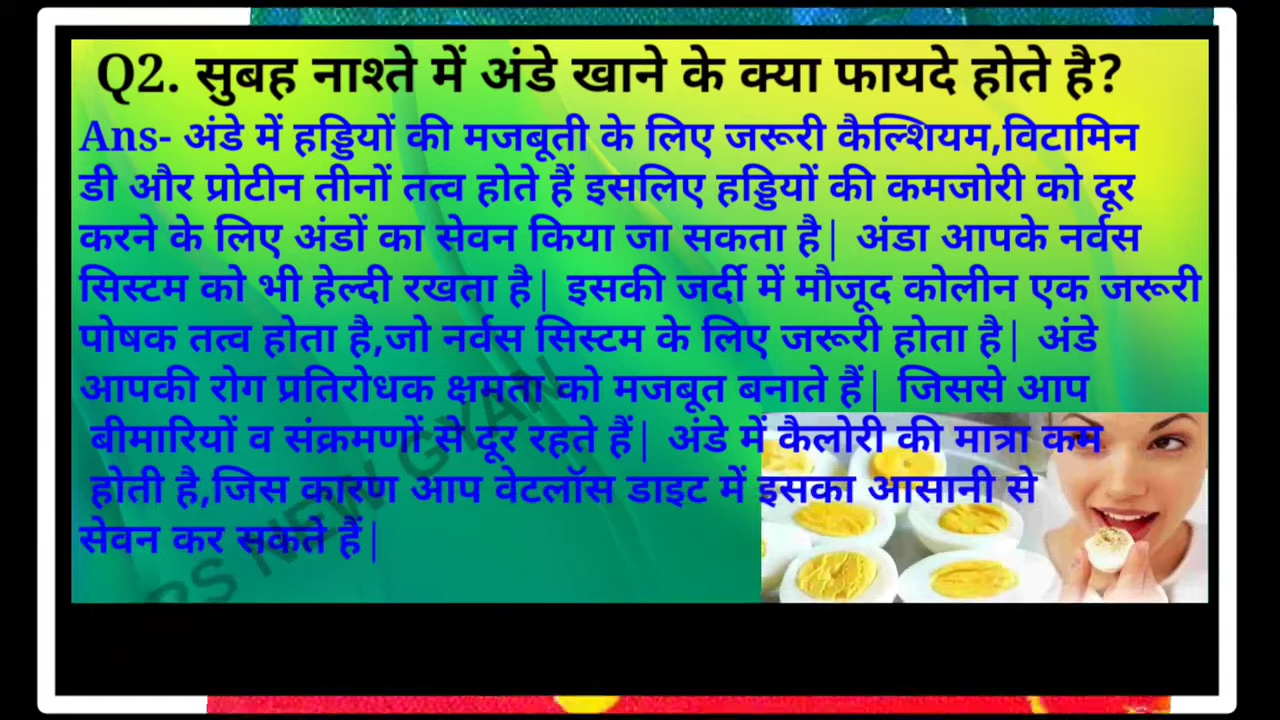 Q2. सुबह नाश्ते में अंडे खाने के क्या फायदे होते है?
Ans- अंडे में हड्डियों की मजबूती के लिए जरूरी कैल्शियम,विटामिन
डी और प्रोटीन तीनों तत्व होते हैं इसलिए हड्डियों की कमजोरी को दूर
करने के लिए अंडों का सेवन किया जा सकता है| अंडा आपके नर्वस
सिस्टम को भी हेल्दी रखता है| इसकी जर्दी में मौजूद कोलीन एक जरूरी
पोषक तत्व होता है,जो नर्वस सिस्टम के लिए जरूरी होता है| अंडे
आपकी रोग प्रतिरोधक क्षमता को मजबूत बनाते हैं| जिससे आप
बीमारियों व संक्रमणों से दूर रहते हैं| अंडे में कैलोरी की मात्रा कम
होती है,जिस कारण आप वेटलॉस डाइट में इसका आसानी से
सेवन कर सकते हैं|
NEW GYAN